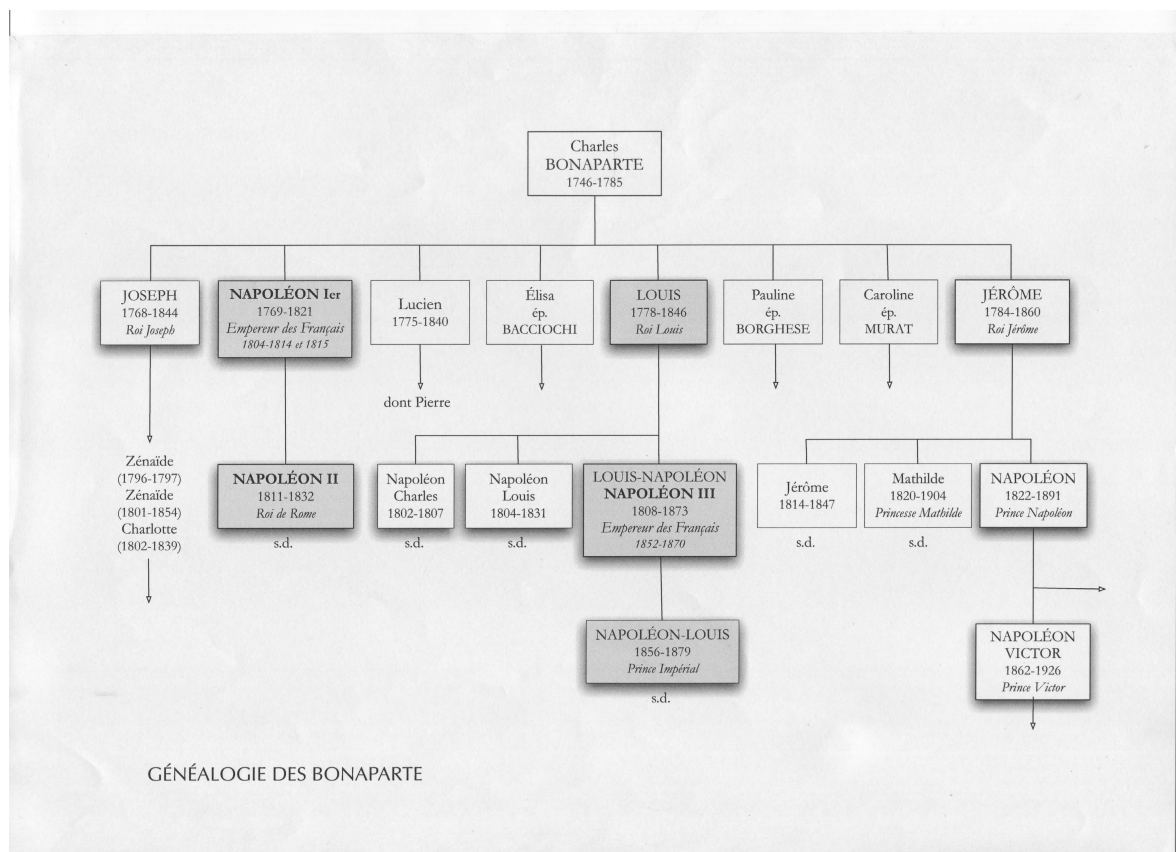 Charles
BONAPARTE
1746-1785
JOSEPH
1768-1844
Roi Joseph
NAPOLÉON Ier
1769-1821
Empereur des Français
1804-1814 et 1815
Lucien
1775-1840
Élisa
ép.
BACCIOCHI
LOUIS
1778-1846
Roi Louis
Pauline
ép.
BORGHESE
Caroline
ép.
MURAT
JÉRÔME
1784-1860
Roi Jérôme
dont Pierre
Zénaïde
(1796-1797)
Zénaïde
(1801-1854)
Charlotte
(1802-1839)
NAPOLÉON II
1811-1832
Roi de Rome
s.d.
Napoléon
Charles
1802-1807
s.d.
Napoléon
Louis
1804-1831
s.d.
LOUIS-NAPOLÉON
NAPOLÉON III
1808-1873
Empereur des Français
1852-1870
Jérôme
1814-1847
s.d.
Mathilde
1820-1904
Princesse Mathilde
s.d.
NAPOLÉON
1822-1891
Prince Napoléon
NAPOLÉON-LOUIS
1856-1879
Prince Impérial
s.d.
NAPOLÉON
VICTOR
1862-1926
Prince Victor
GÉNÉALOGIE DES BONAPARTE